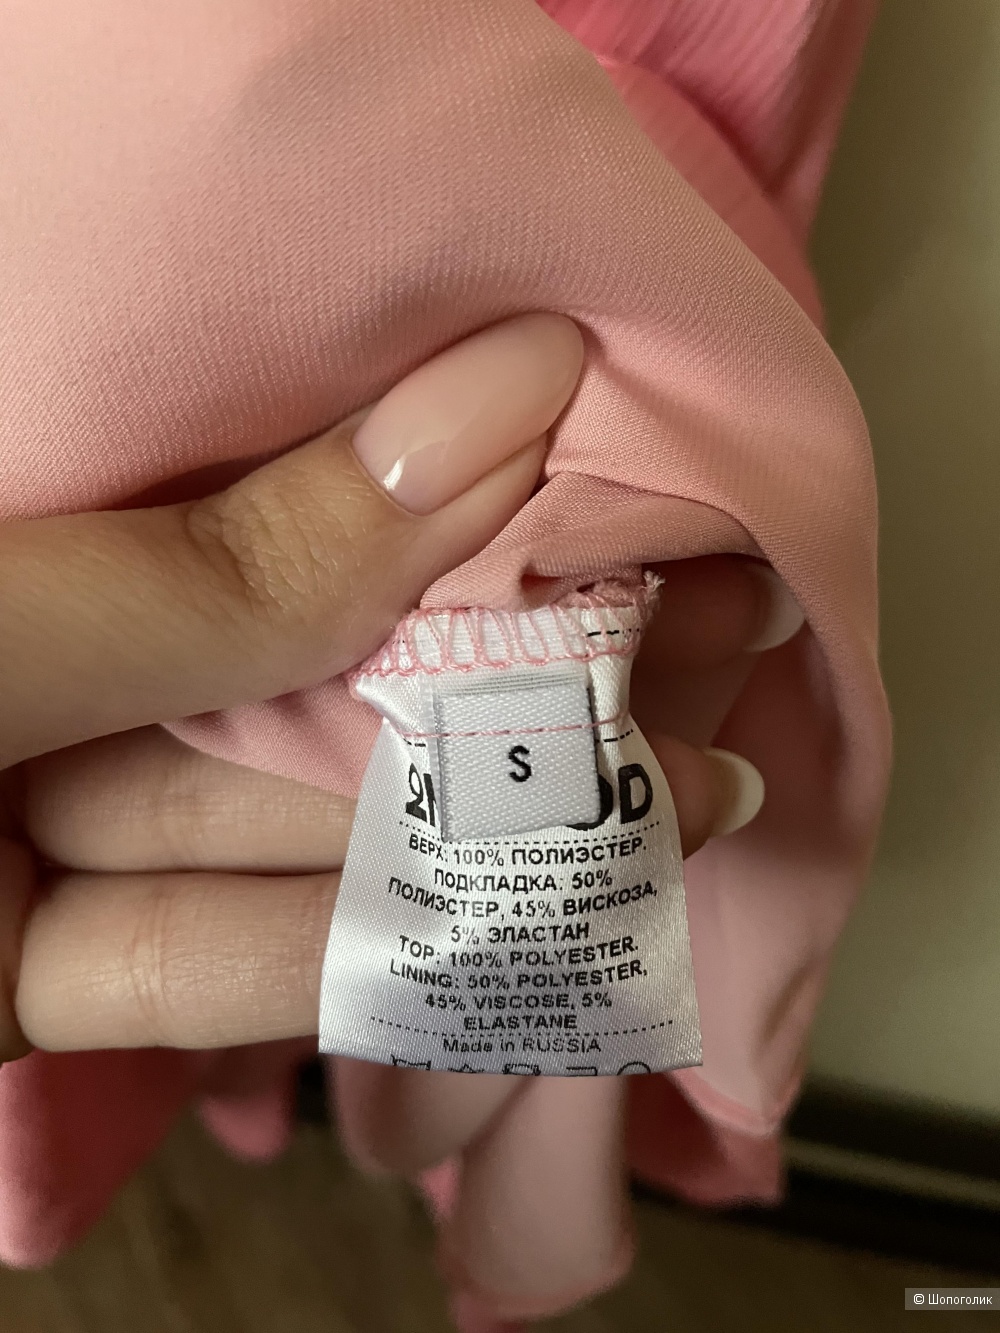 S
ВЕРХ: 100% ПОЛИЭСТЕР.
ПОДКЛАДКА: 50%
ПОЛИЭСТЕР, 45% ВИСКОЗА,
5% ЭЛАСТАН
TOP: 100% POLYESTER.
LINING: 50% POLYESTER,
45% VISCOSE, 5%
ELASTANE
Made in RUSSIA
© Шопоголик